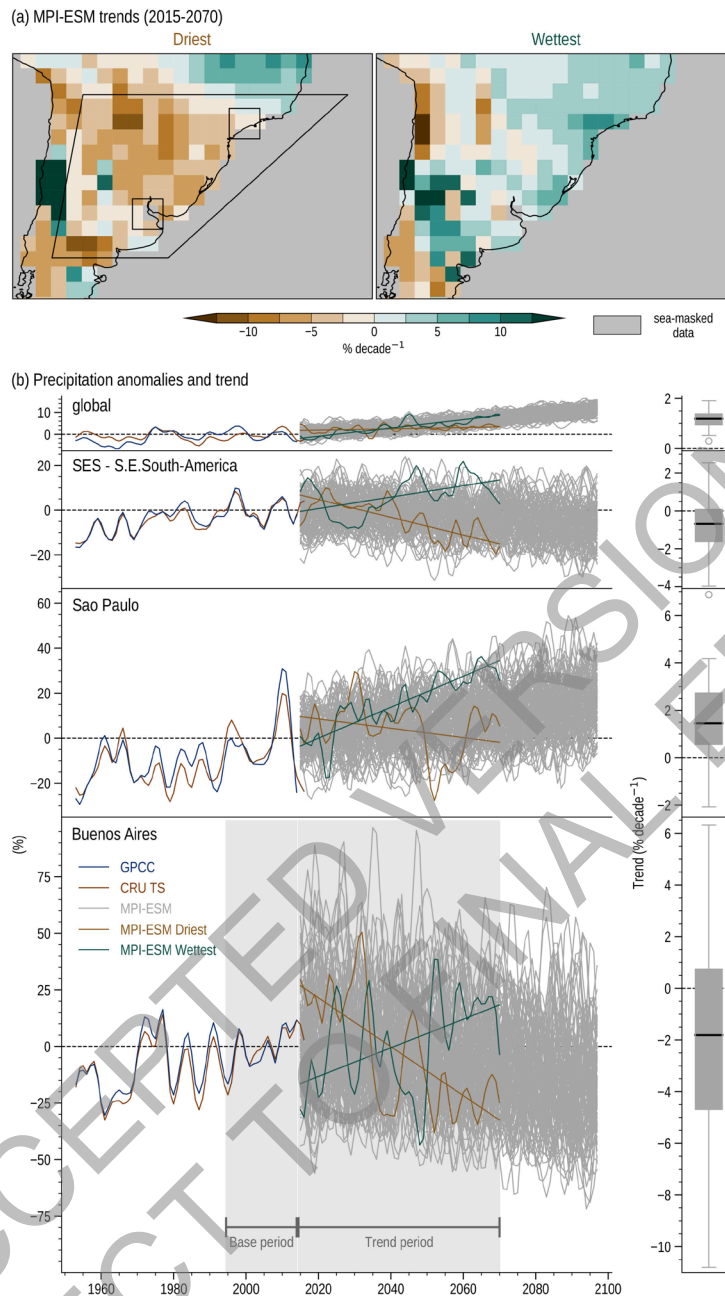 (a) MPI-ESM trends (2015-2070)
Driest
Wettest
−10 −5 0 5 10
% decade−1
sea-masked
data
(b) Precipitation anomalies and trend
global
10
0
2
0
SES - S.E.South-America
20
0
−20
2
0
−2
−4
Sao Paulo
60
40
20
0
−20
6
4
2
0
−2
Buenos Aires
GPCC
CRU TS
MPI-ESM
MPI-ESM Driest
MPI-ESM Wettest
75
50
25
0
−25
−50
−75
(%)
Base period
Trend period
1960 1980 2000 2020 2040 2060 2080 2100
Trend (% decade−1)
6
4
2
0
−2
−4
−6
−8
−10
ACCEPTED VERSION
SUBJECT TO FINAL E